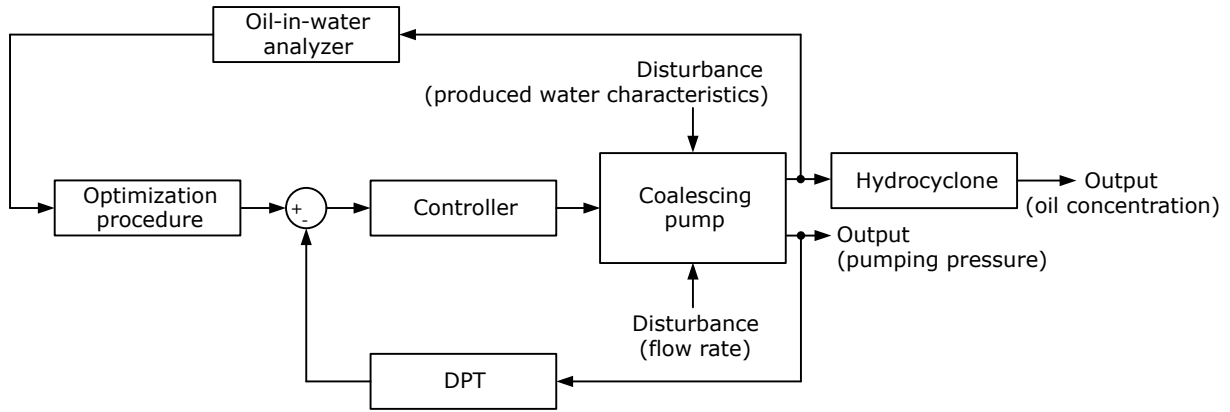 Oil-in-water
analyzer
Disturbance
(produced water characteristics)
Optimization
procedure
+
-
Controller
Coalescing
pump
Hydrocyclone
Output
(oil concentration)
Output
(pumping pressure)
Disturbance
(flow rate)
DPT